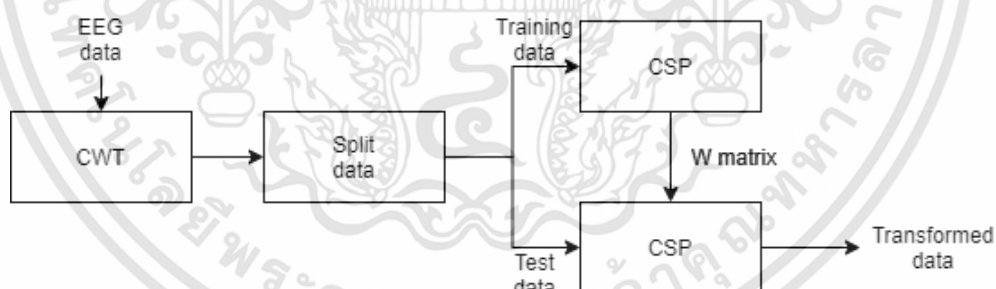 EEG
data
Training
data
CSP
CWT
Split
data
W matrix
CSP
Transformed
data
Test
data